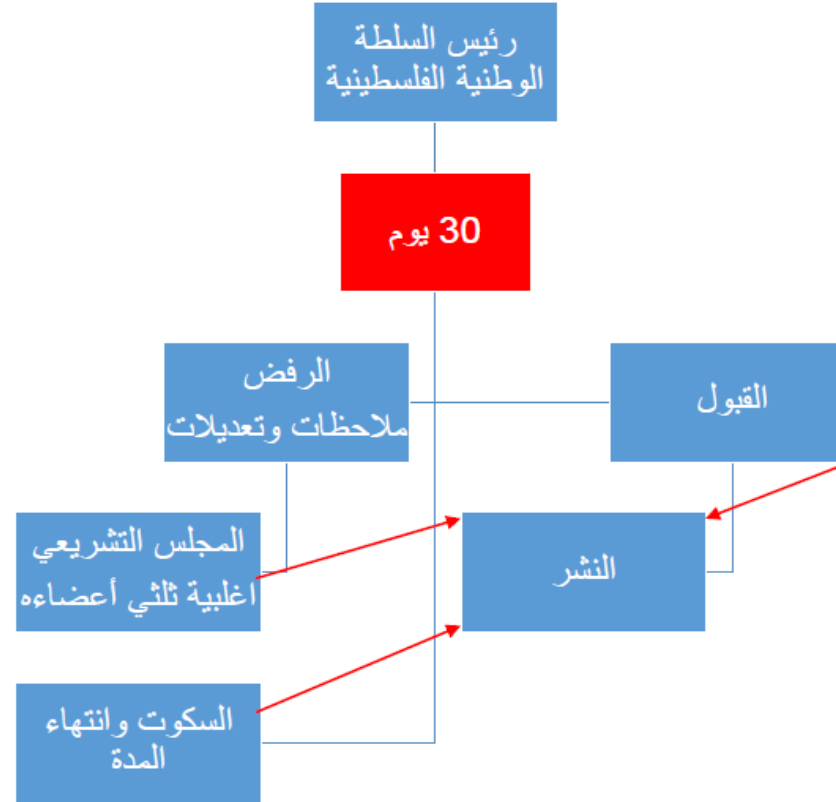 رئيس السلطة
الوطنية الفلسطينية
30 يوم
القبول
الرفض
ملاحظات وتعديلات
النشر
المجلس التشريعي
اغلبية ثلثي أعضاءه
السكوت وانتهاء
المدة